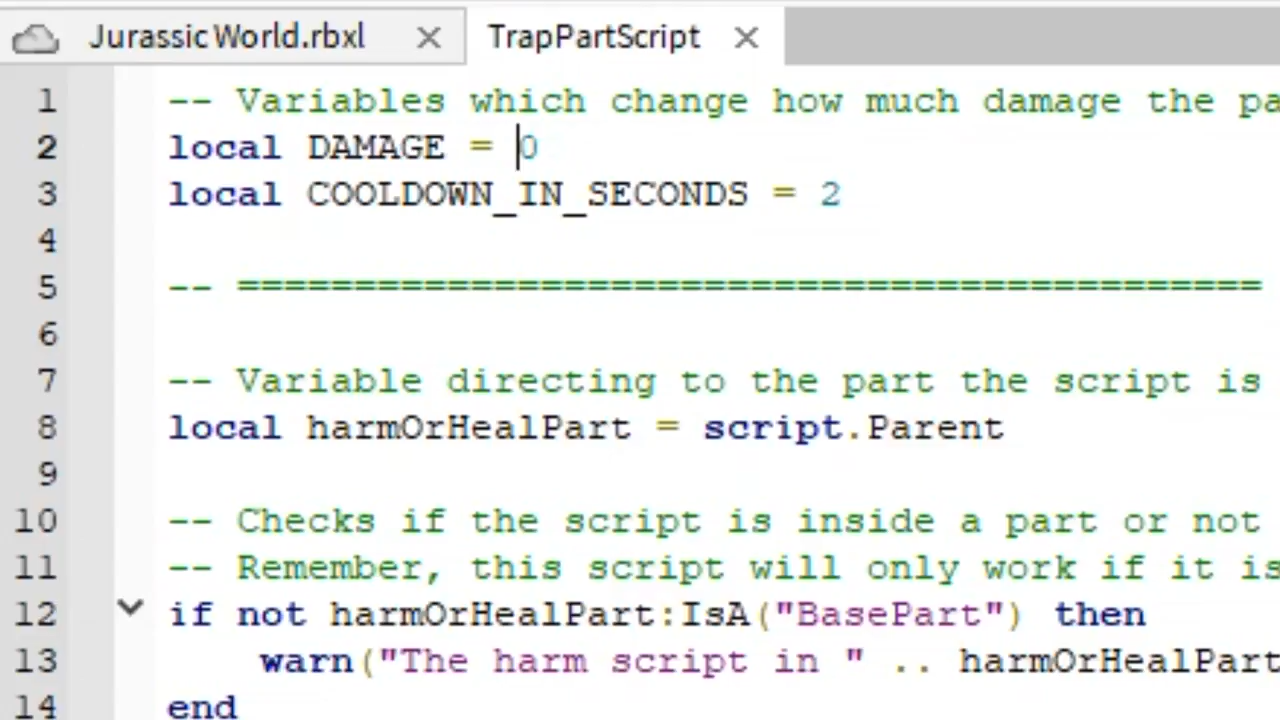 Jurassic World.rbxl
TrapPartScript
1 -- Variables which change how much damage the pa
2 local DAMAGE = 0
3 local COOLDOWN_IN_SECONDS = 2
4
5 -- ============================================
6
7 -- Variable directing to the part the script is
8 local harmOrHealPart = script.Parent
9
10 -- Checks if the script is inside a part or not
11 -- Remember, this script will only work if it is
12 if not harmOrHealPart:IsA("BasePart") then
13 warn("The harm script in " .. harmOrHealPart
14 end